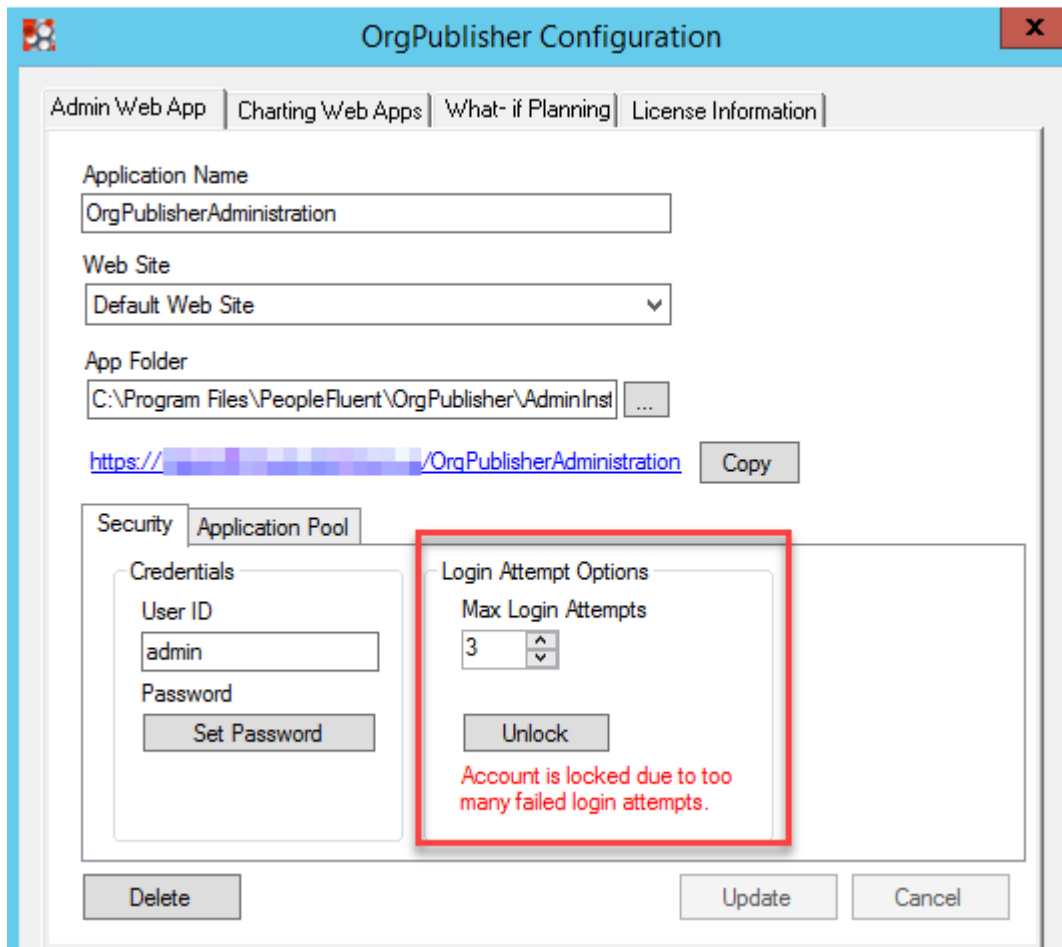 OrgPublisher Configuration
X
Admin Web App
Charting Web Apps
What- if Planning
License Information
Application Name
OrgPublisherAdministration
Web Site
Default Web Site
App Folder
C:\Program Files\PeopleFluent\OrgPublisher\AdminInst
...
https://
/OrgPublisherAdministration
Copy
Security
Application Pool
Credentials
User ID
admin
Password
Set Password
Login Attempt Options
Max Login Attempts
3
Unlock
Account is locked due to too
many failed login attempts.
Delete
Update
Cancel